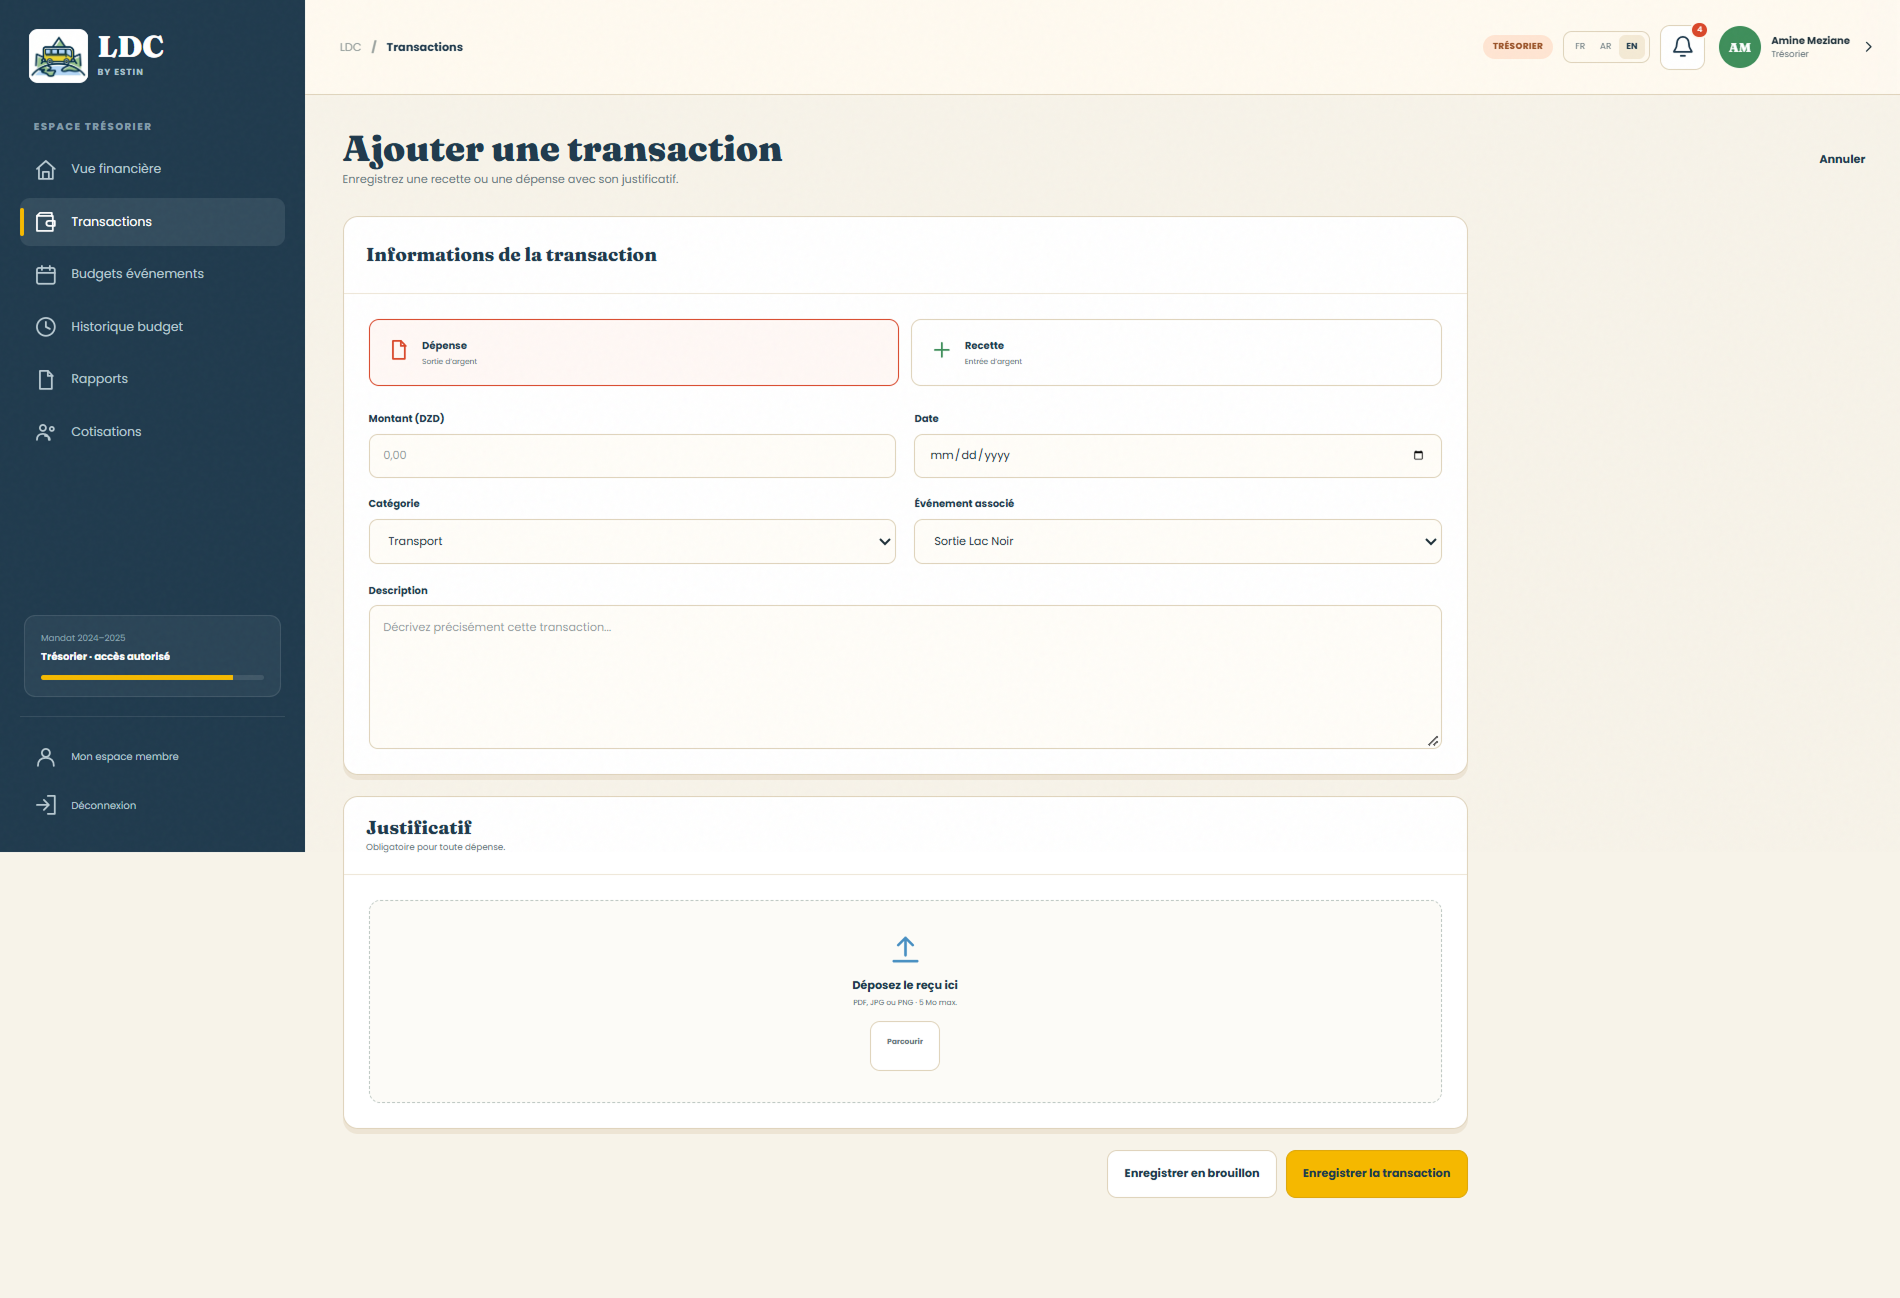 LDC
BY ESTIN
ESPACE TRÉSORIER
Vue financière
Transactions
Budgets événements
Historique budget
Rapports
Cotisations
Mandat 2024–2025
Trésorier · accès autorisé
Mon espace membre
Déconnexion
LDC / Transactions
TRÉSORIER
FR AR EN
4
AM
Amine Meziane
Trésorier
Ajouter une transaction
Enregistrez une recette ou une dépense avec son justificatif.
Annuler
Informations de la transaction
Dépense
Sortie d'argent
Recette
Entrée d'argent
Montant (DZD)
0,00
Date
mm/dd/yyyy
Catégorie
Transport
Événement associé
Sortie Lac Noir
Description
Décrivez précisément cette transaction...
Justificatif
Obligatoire pour toute dépense.
Déposez le reçu ici
PDF, JPG ou PNG · 5 Mo max.
Parcourir
Enregistrer en brouillon
Enregistrer la transaction